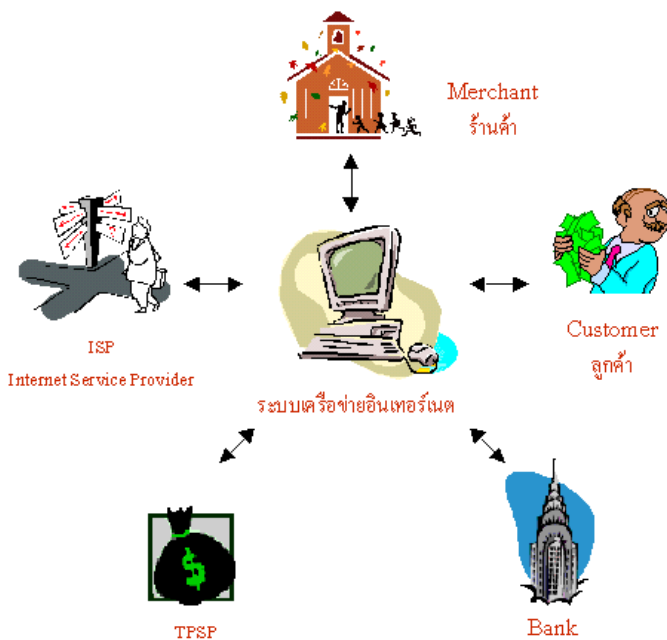 Merchant
ร้านค้า
ISP
Internet Service Provider
Customer
ลูกค้า
ระบบเครือข่ายอินเทอร์เนต
$
TPSP
Bank